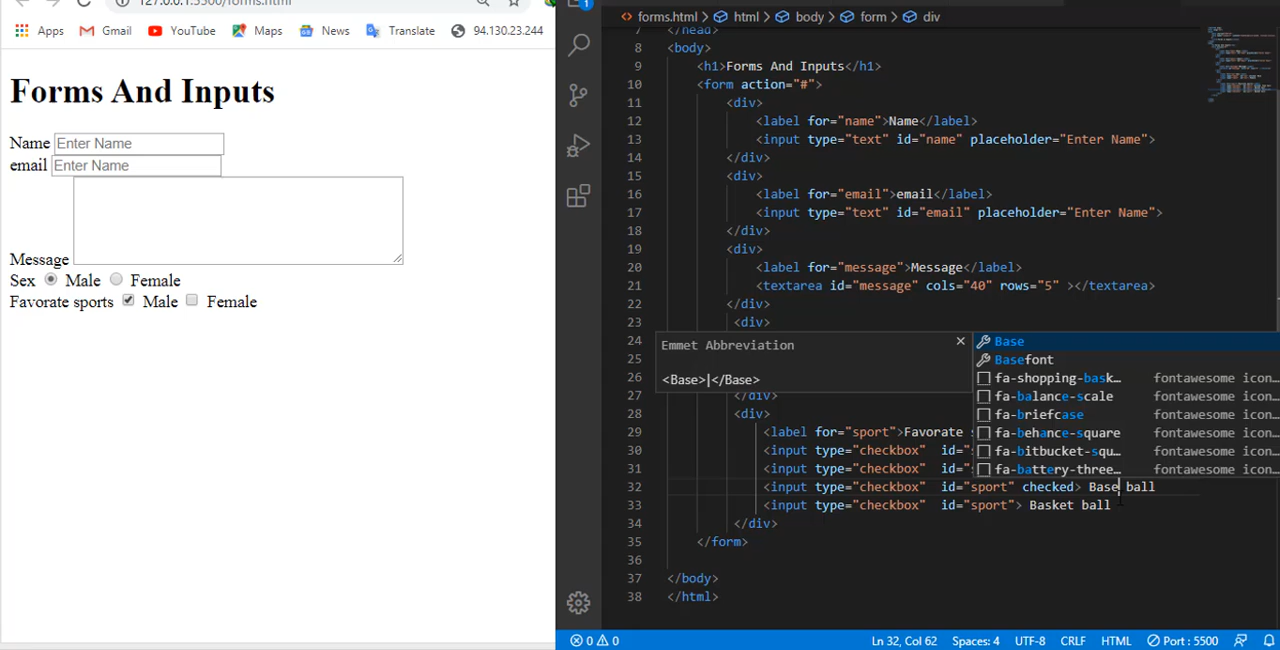 127.0.0.1:5500/forms.html
Apps Gmail YouTube Maps News Translate 94.130.23.244
Forms And Inputs
Name Enter Name
email Enter Name
Message
Sex Male Female
Favorate sports Male Female
1
forms.html > html > body > form > div
7 </head>
8 <body>
9 <h1>Forms And Inputs</h1>
10 <form action="#">
11 <div>
12 <label for="name">Name</label>
13 <input type="text" id="name" placeholder="Enter Name">
14 </div>
15 <div>
16 <label for="email">email</label>
17 <input type="text" id="email" placeholder="Enter Name">
18 </div>
19 <div>
20 <label for="message">Message</label>
21 <textarea id="message" cols="40" rows="5" ></textarea>
22 </div>
23 <div>
24
25
26
27 </div>
28 <div>
29 <label for="sport">Favorate
30 <input type="checkbox" id="
31 <input type="checkbox" id="
32 <input type="checkbox" id="sport" checked> Base ball
33 <input type="checkbox" id="sport"> Basket ball
34 </div>
35 </form>
36
37 </body>
38 </html>
Emmet Abbreviation
<Base>|</Base>
Base
Basefont
fa-shopping-bask… fontawesome icon…
fa-balance-scale fontawesome icon…
fa-briefcase fontawesome icon…
fa-behance-square fontawesome icon…
fa-bitbucket-squ… fontawesome icon…
fa-battery-three… fontawesome icon…
0 0 Ln 32, Col 62 Spaces: 4 UTF-8 CRLF HTML Port : 5500